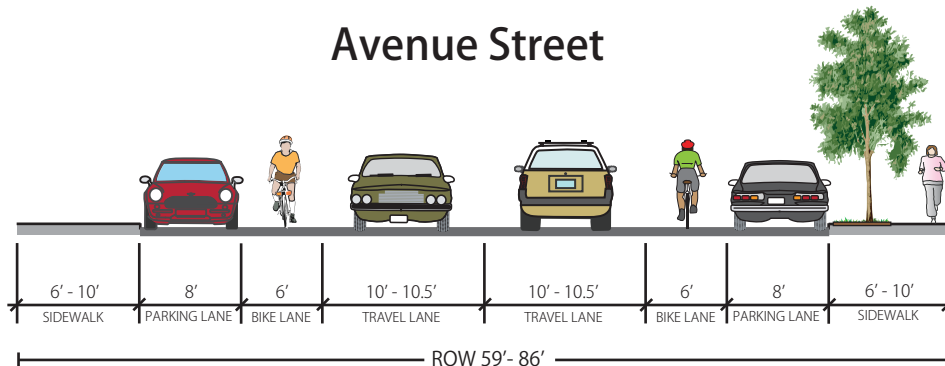 Avenue Street
6' - 10' 8' 6' 10' - 10.5' 10' - 10.5' 6' 8' 6' - 10'
SIDEWALK PARKING LANE BIKE LANE TRAVEL LANE TRAVEL LANE BIKE LANE PARKING LANE SIDEWALK
ROW 59'- 86'